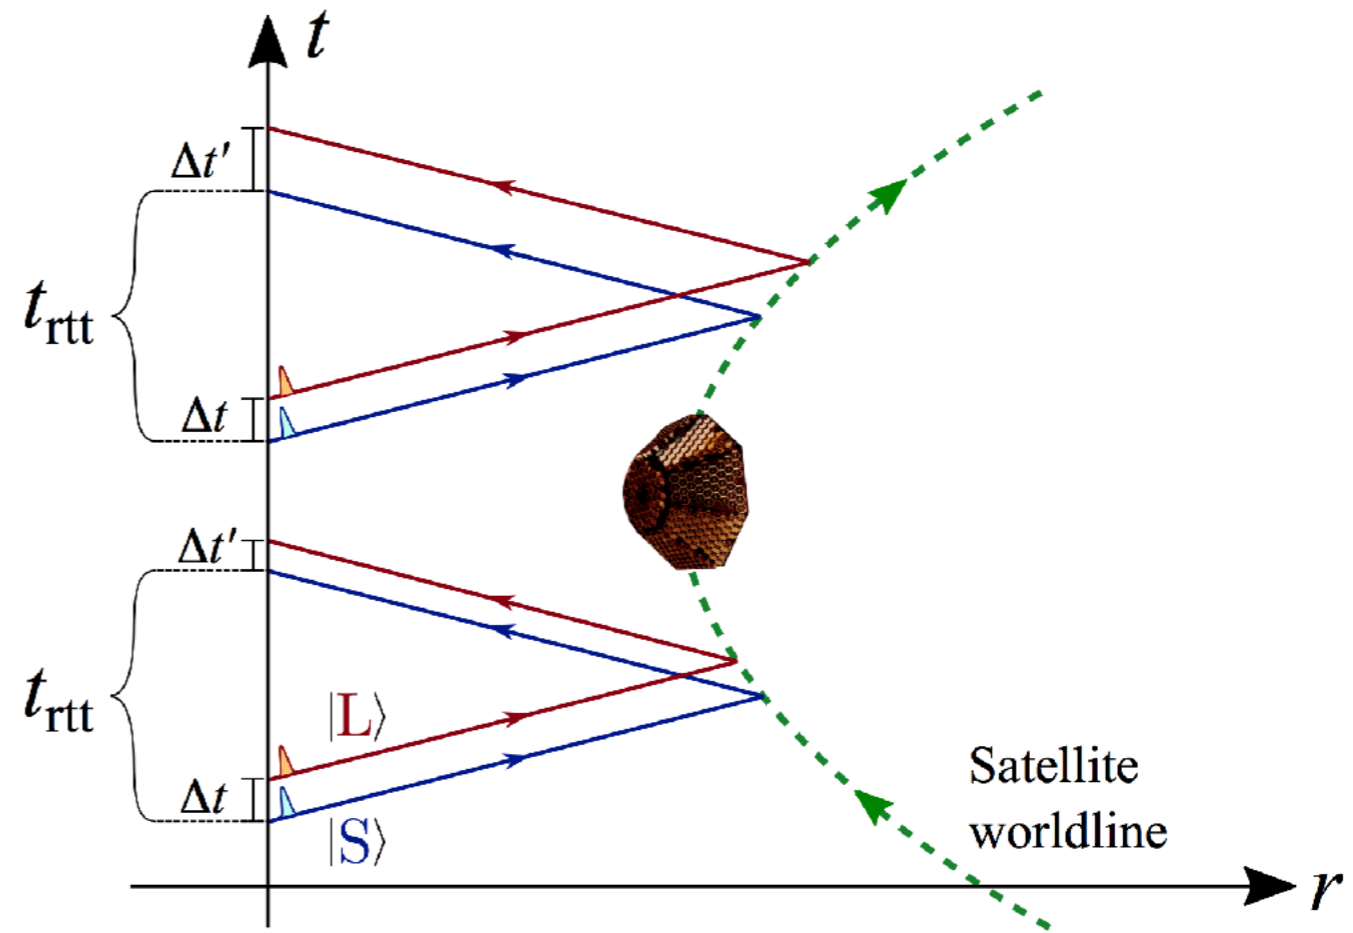 t
Δt′
t_rtt
Δt
Δt′
t_rtt
|L⟩
Δt
|S⟩
Satellite
worldline
r